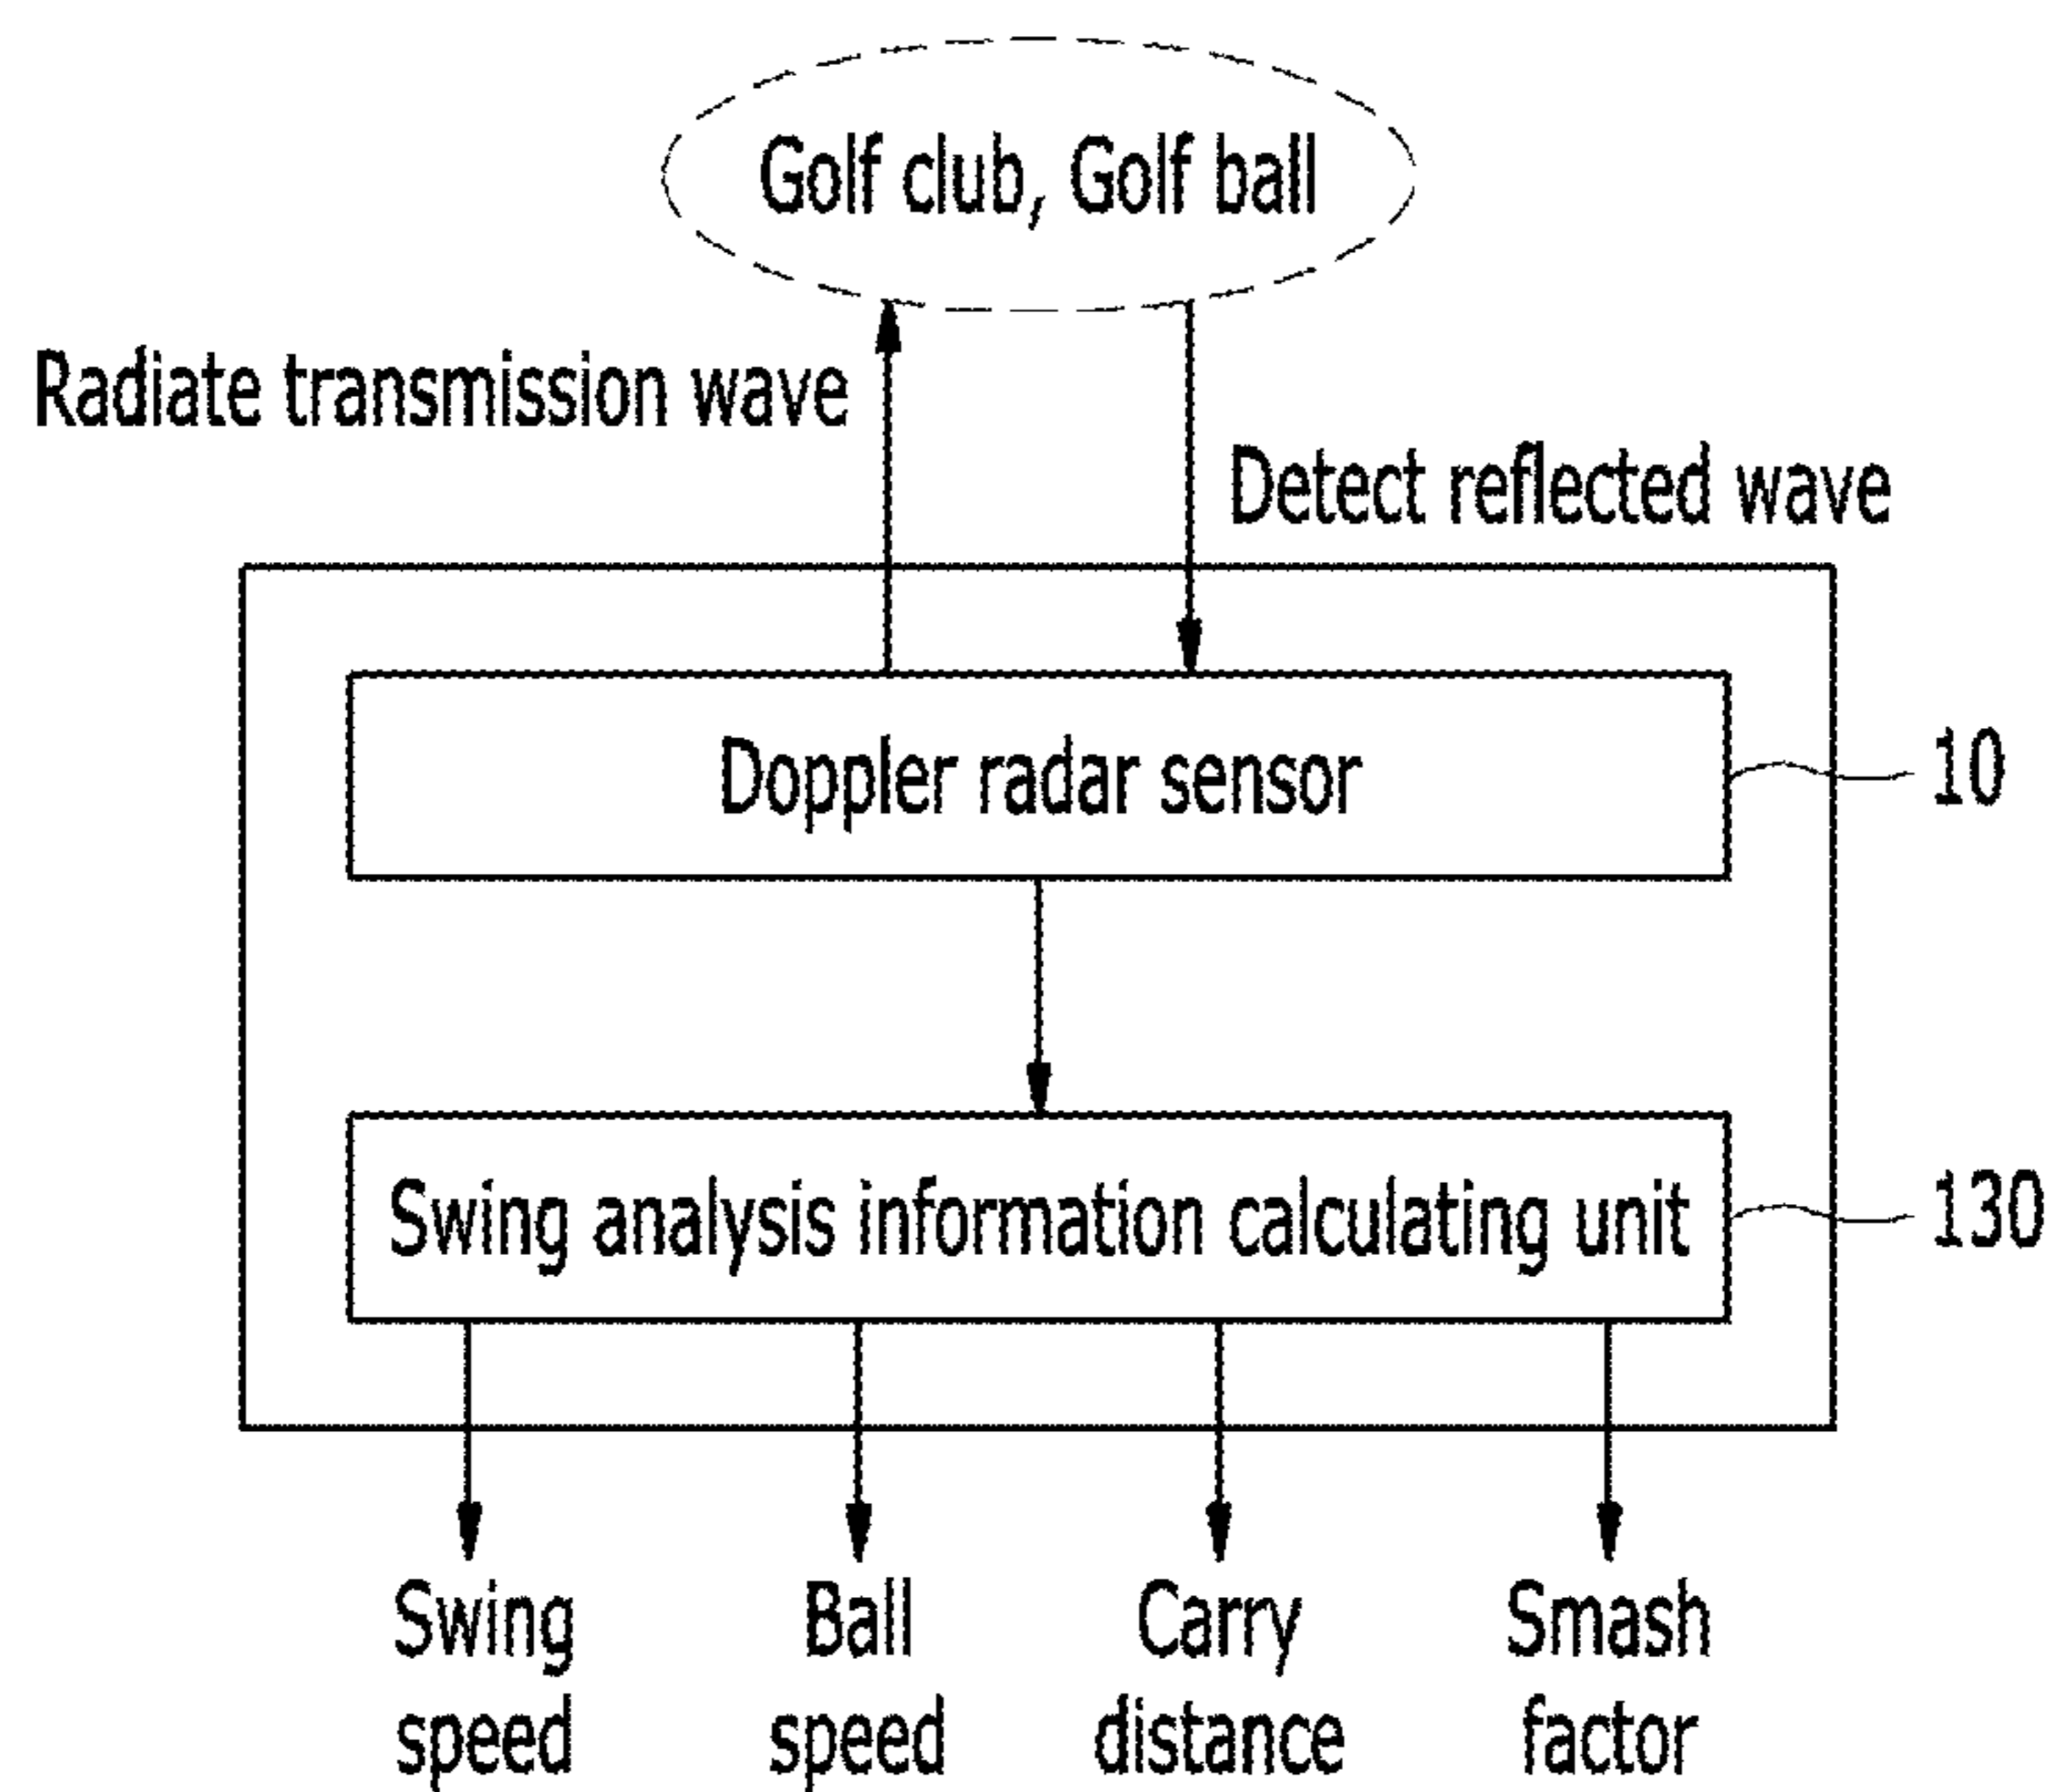 Golf club, Golf ball
Radiate transmission wave
Detect reflected wave
Doppler radar sensor
10
Swing analysis information calculating unit
130
Swing
speed
Ball
speed
Carry
distance
Smash
factor